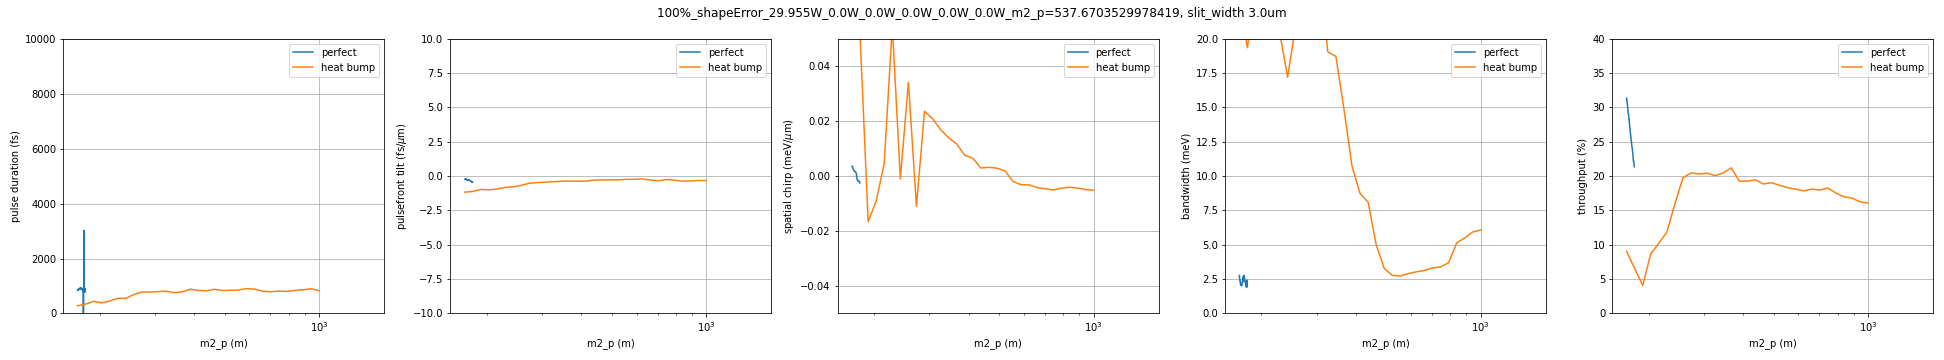 100%_shapeError_29.955W_0.0W_0.0W_0.0W_0.0W_0.0W_m2_p=537.6703529978419, slit_width 3.0um
pulse duration (fs)
10000
8000
6000
4000
2000
0
perfect
heat bump
10³
m2_p (m)
pulsefront tilt (fs/μm)
10.0
7.5
5.0
2.5
0.0
−2.5
−5.0
−7.5
−10.0
perfect
heat bump
10³
m2_p (m)
spatial chirp (meV/μm)
0.04
0.02
0.00
−0.02
−0.04
perfect
heat bump
10³
m2_p (m)
bandwidth (meV)
20.0
17.5
15.0
12.5
10.0
7.5
5.0
2.5
0.0
perfect
heat bump
10³
m2_p (m)
throughput (%)
40
35
30
25
20
15
10
5
0
perfect
heat bump
10³
m2_p (m)